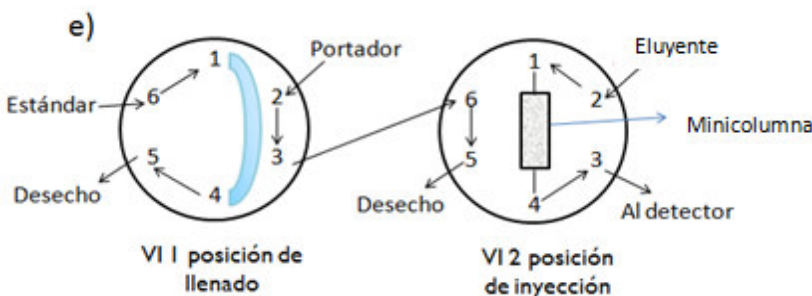 e)
1
Portador
2
6
Estándar
5
3
Desecho
4
VI 1 posición de
llenado
1
Eluyente
6
2
Minicolumna
5
3
Desecho
4
Al detector
VI 2 posición
de inyección